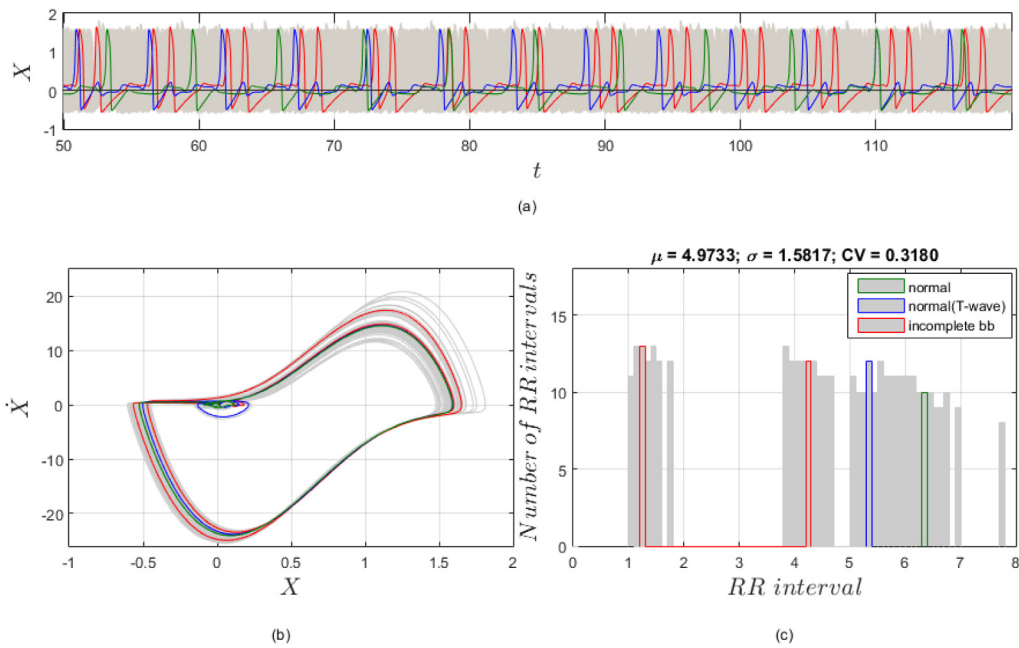 2
1
0
-1
X
50
60
70
80
90
100
110
t
(a)
μ = 4.9733; σ = 1.5817; CV = 0.3180
20
10
0
-10
-20
Ẋ
-1
-0.5
0
0.5
1
1.5
2
X
(b)
Number of RR intervals
15
10
5
0
normal
normal(T-wave)
incomplete bb
0
1
2
3
4
5
6
7
8
RR interval
(c)